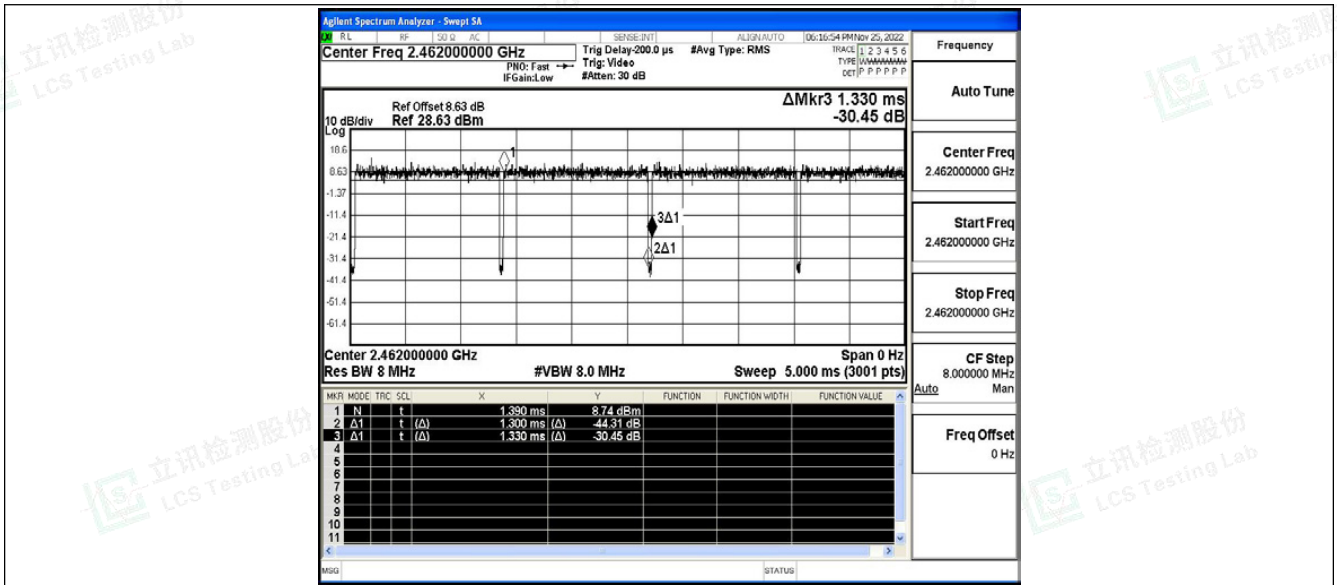 Agilent Spectrum Analyzer - Swept SA
RL RF 50 Ω AC SENSE:INT ALIGNAUTO 06:16:54 PM Nov 25, 2022
Center Freq 2.462000000 GHz
PNO: Fast
IFGain:Low
Trig Delay-200.0 µs
Trig: Video
#Atten: 30 dB
#Avg Type: RMS
TRACE 1 2 3 4 5 6
TYPE
DET P P P P P P
ΔMkr3 1.330 ms
-30.45 dB
Ref Offset 8.63 dB
10 dB/div Ref 28.63 dBm
Log
18.6
8.63
-1.37
-11.4
-21.4
-31.4
-41.4
-51.4
-61.4
1
3Δ1
2Δ1
Center 2.462000000 GHz Span 0 Hz
Res BW 8 MHz #VBW 8.0 MHz Sweep 5.000 ms (3001 pts)
MKR MODE TRC SCL X Y FUNCTION FUNCTION WIDTH FUNCTION VALUE
1 N t 1.390 ms 8.74 dBm
2 Δ1 t (Δ) 1.300 ms (Δ) -44.31 dB
3 Δ1 t (Δ) 1.330 ms (Δ) -30.45 dB
4
5
6
7
8
9
10
11
MSG STATUS
Frequency
Auto Tune
Center Freq
2.462000000 GHz
Start Freq
2.462000000 GHz
Stop Freq
2.462000000 GHz
CF Step
8.000000 MHz
Auto Man
Freq Offset
0 Hz
立讯检测股份
LCS Testing Lab
立讯检测股份
LCS Testing Lab
立讯检测股份
LCS Testing Lab